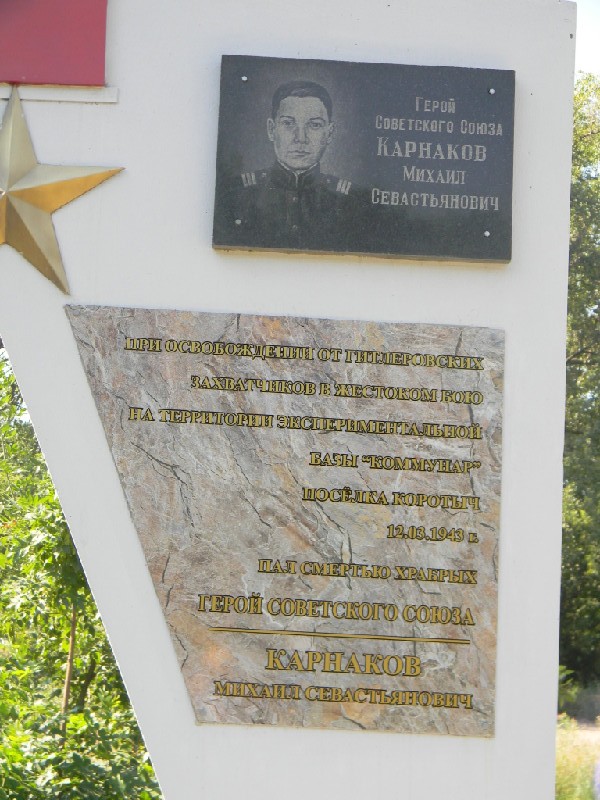 Герой
Советского Союза
Карнаков
Михаил
Севастьянович
ПРИ ОСВОБОЖДЕНИИ ОТ ГИТЛЕРОВСКИХ
ЗАХВАТЧИКОВ В ЖЕСТОКОМ БОЮ
НА ТЕРРИТОРИИ ЭКСПЕРИМЕНТАЛЬНОЙ
БАЗЫ "КОММУНАР"
ПОСЁЛКА КОРОТЫЧ
12.03.1943 г.
ПАЛ СМЕРТЬЮ ХРАБРЫХ
ГЕРОЙ СОВЕТСКОГО СОЮЗА
КАРНАКОВ
МИХАИЛ СЕВАСТЬЯНОВИЧ